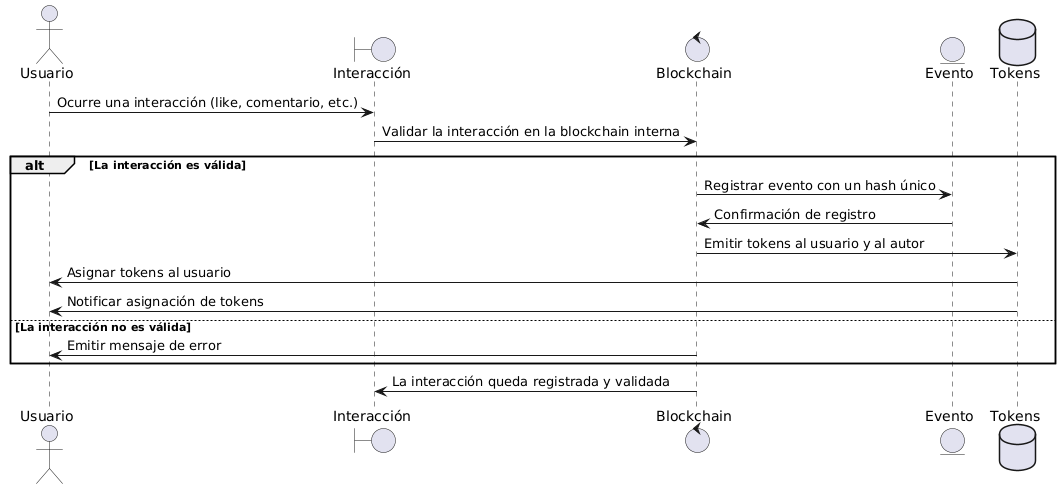 Usuario
Interacción
Blockchain
Evento
Tokens
Ocurre una interacción (like, comentario, etc.)
Validar la interacción en la blockchain interna
alt
[La interacción es válida]
Registrar evento con un hash único
Confirmación de registro
Emitir tokens al usuario y al autor
Asignar tokens al usuario
Notificar asignación de tokens
[La interacción no es válida]
Emitir mensaje de error
La interacción queda registrada y validada
Usuario
Interacción
Blockchain
Evento
Tokens